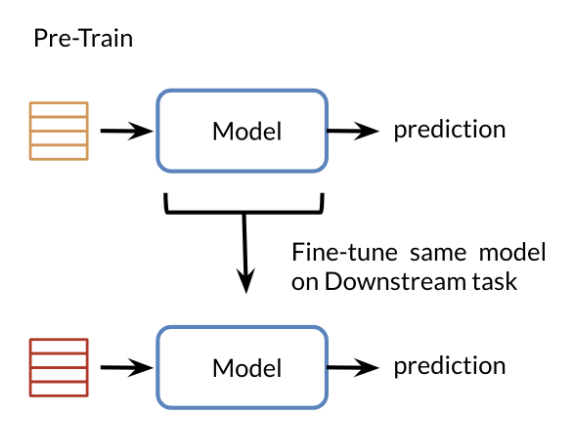 Pre-Train
Model
prediction
Fine-tune same model
on Downstream task
Model
prediction